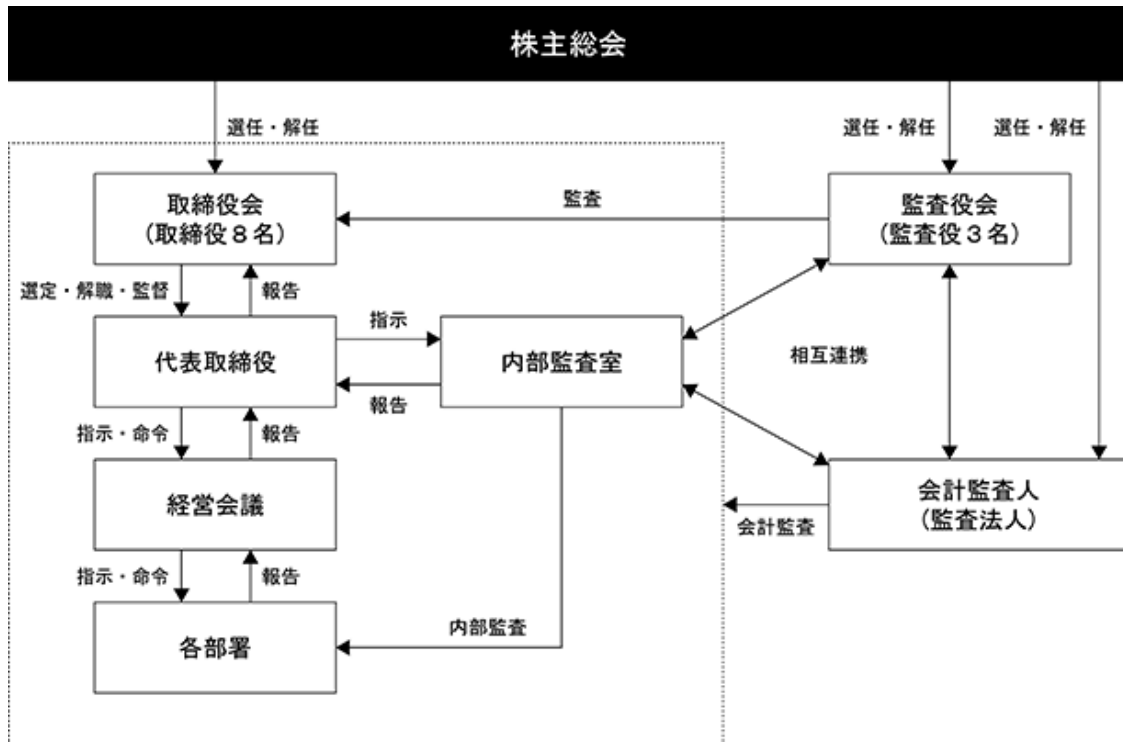 株主総会
選任・解任
選任・解任
選任・解任
取締役会
（取締役８名）
監査
監査役会
（監査役３名）
選定・解職・監督
報告
指示
代表取締役
内部監査室
相互連携
報告
指示・命令
報告
経営会議
会計監査人
（監査法人）
会計監査
指示・命令
報告
内部監査
各部署